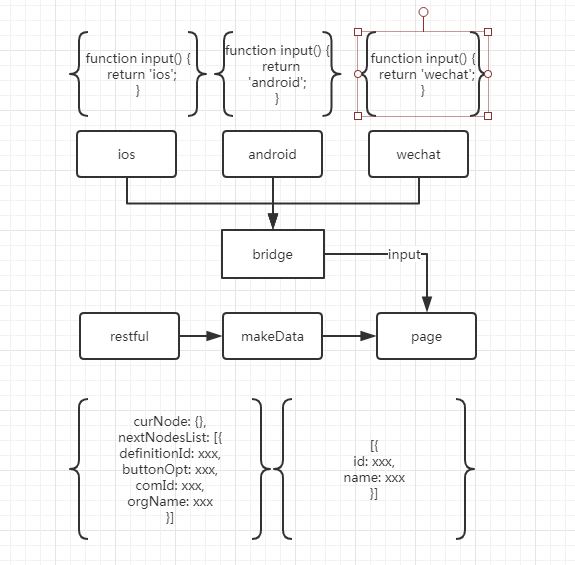 function input() {
return 'ios';
}
function input() {
return
'android';
}
function input() {
return 'wechat';
}
ios
android
wechat
bridge
input
restful
makeData
page
curNode: {},
nextNodesList: [{
definitionId: xxx,
buttonOpt: xxx,
comId: xxx,
orgName: xxx
}]
[{
id: xxx,
name: xxx
}]